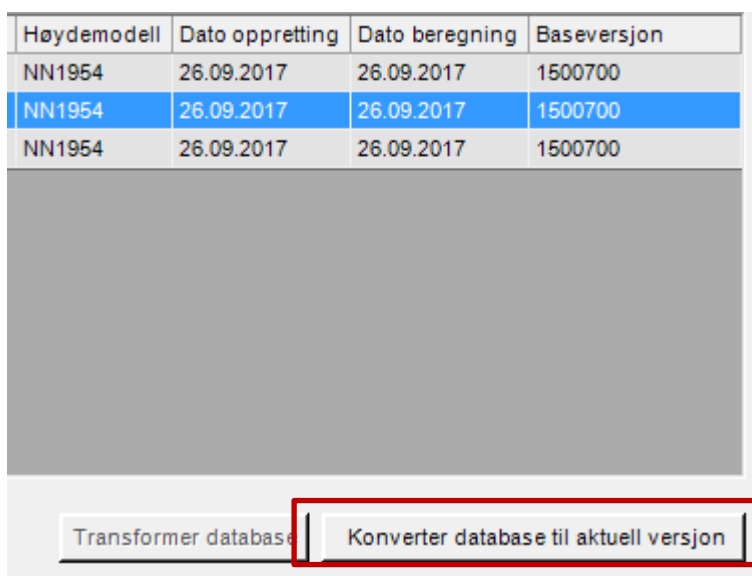 Høydemodell Dato oppretting Dato beregning Baseversjon
NN1954 26.09.2017 26.09.2017 1500700
NN1954 26.09.2017 26.09.2017 1500700
NN1954 26.09.2017 26.09.2017 1500700
Transformer database Konverter database til aktuell versjon